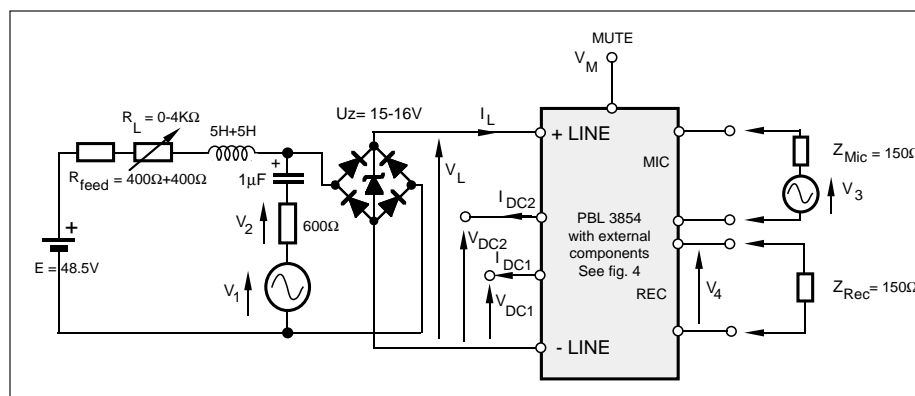 MUTE
V M
R L = 0-4KΩ
5H+5H
Uz= 15-16V
I L
+ LINE
MIC
Z Mic = 150Ω
R feed = 400Ω+400Ω
+
1µF
V L
V 3
I DC2
V 2
600Ω
PBL 3854
with external
components
See fig. 4
+
E = 48.5V
V DC2
I DC1
V 1
V DC1
REC
V 4
Z Rec = 150Ω
- LINE